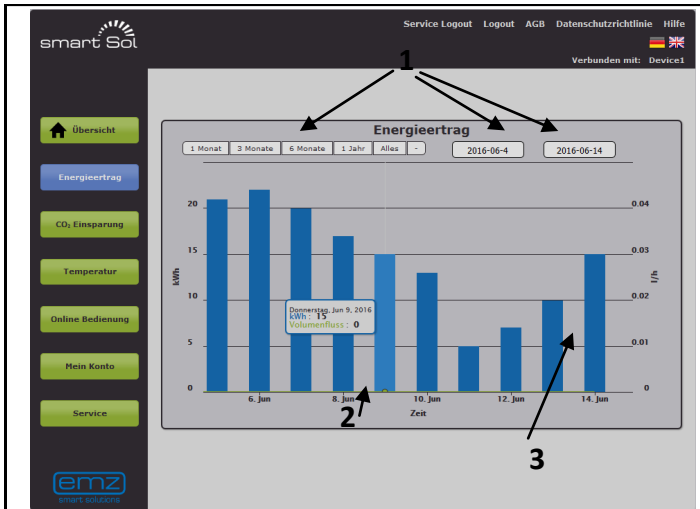 smart Sol
Service Logout Logout AGB Datenschutzrichtlinie Hilfe
Verbunden mit: Device1
1
Übersicht
Energieertrag
CO₂ Einsparung
Temperatur
Online Bedienung
Mein Konto
Service
emz
smart solutions
Energieertrag
1 Monat 3 Monate 6 Monate 1 Jahr Alles -
2016-06-4 2016-06-14
20
15
10
5
0
kWh
0.04
0.03
0.02
0.01
0
l/h
Donnerstag, Jun 9, 2016
kWh : 15
Volumenfluss : 0
6. Jun 8. Jun 10. Jun 12. Jun 14. Jun
Zeit
2
3